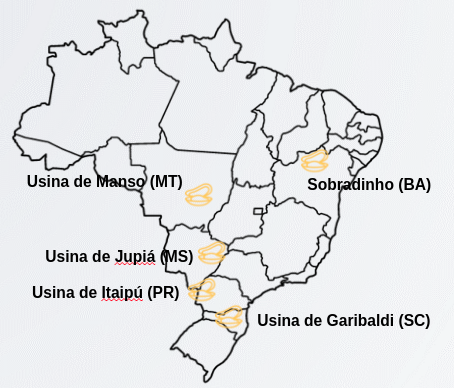 Usina de Manso (MT)
Sobradinho (BA)
Usina de Jupiá (MS)
Usina de Itaipú (PR)
Usina de Garibaldi (SC)